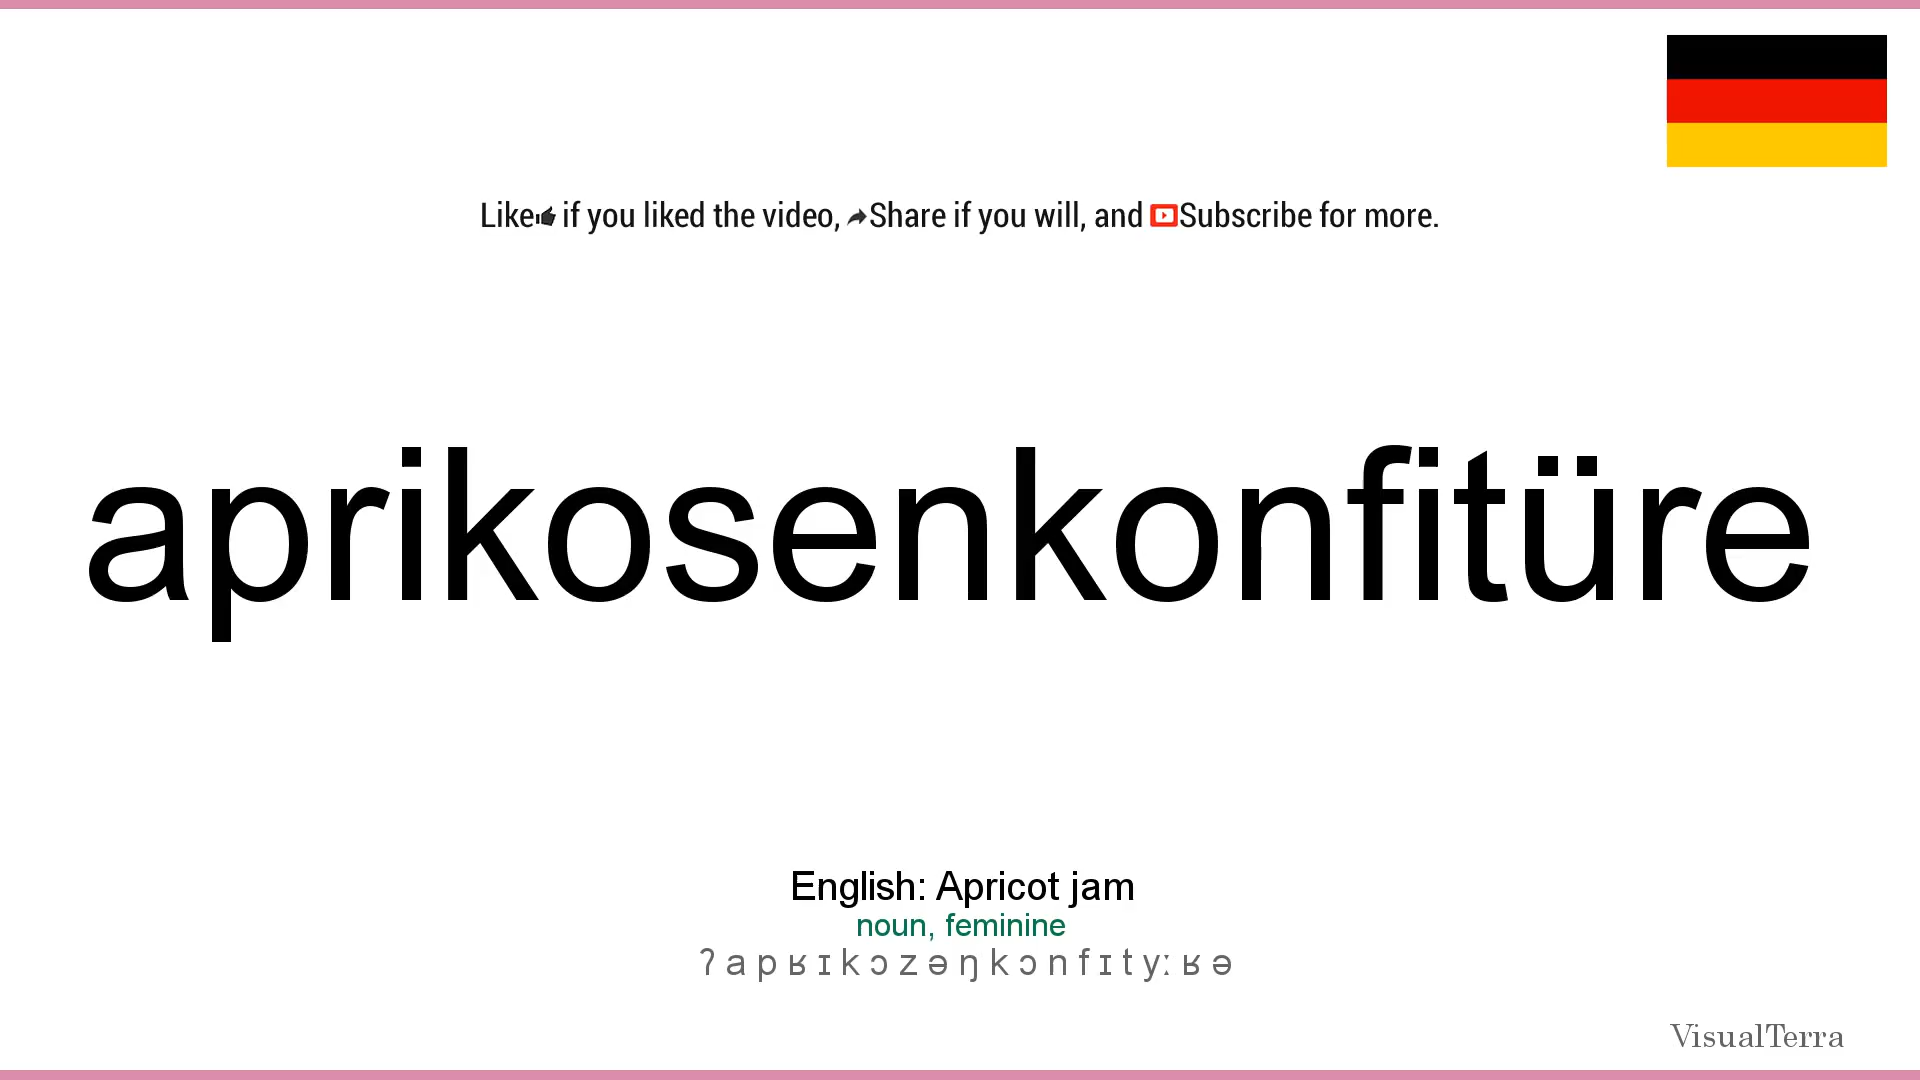 Like if you liked the video, Share if you will, and Subscribe for more.
aprikosenkonfitüre
English: Apricot jam
noun, feminine
ʔ a p ʁ ɪ k ɔ z ə ŋ k ɔ n f ɪ t yː ʁ ə
VisualTerra